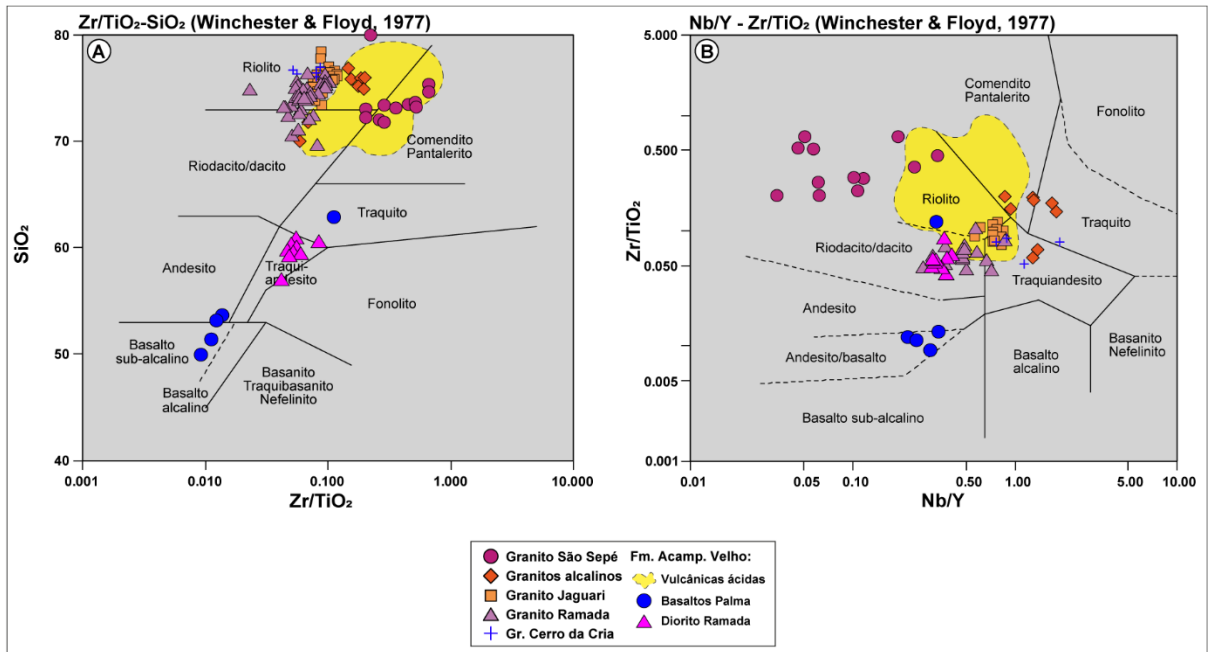 Zr/TiO₂-SiO₂ (Winchester & Floyd, 1977)
A
80
70
60
50
40
SiO₂
0.001
0.010
0.100
1.000
10.000
Zr/TiO₂
Riolito
Comendito
Pantalerito
Riodacito/dacito
Traquito
Andesito
Traqui-
andesito
Fonolito
Basalto
sub-alcalino
Basanito
Traquibasanito
Nefelinito
Basalto
alcalino
Nb/Y - Zr/TiO₂ (Winchester & Floyd, 1977)
B
5.000
0.500
0.050
0.005
0.001
Zr/TiO₂
0.01
0.05
0.10
0.50
1.00
5.00
10.00
Nb/Y
Comendito
Pantalerito
Fonolito
Riolito
Traquito
Riodacito/dacito
Traquiandesito
Andesito
Basanito
Nefelinito
Andesito/basalto
Basalto
alcalino
Basalto sub-alcalino
Granito São Sepé
Granitos alcalinos
Granito Jaguari
Granito Ramada
Gr. Cerro da Cria
Fm. Acamp. Velho:
Vulcânicas ácidas
Basaltos Palma
Diorito Ramada